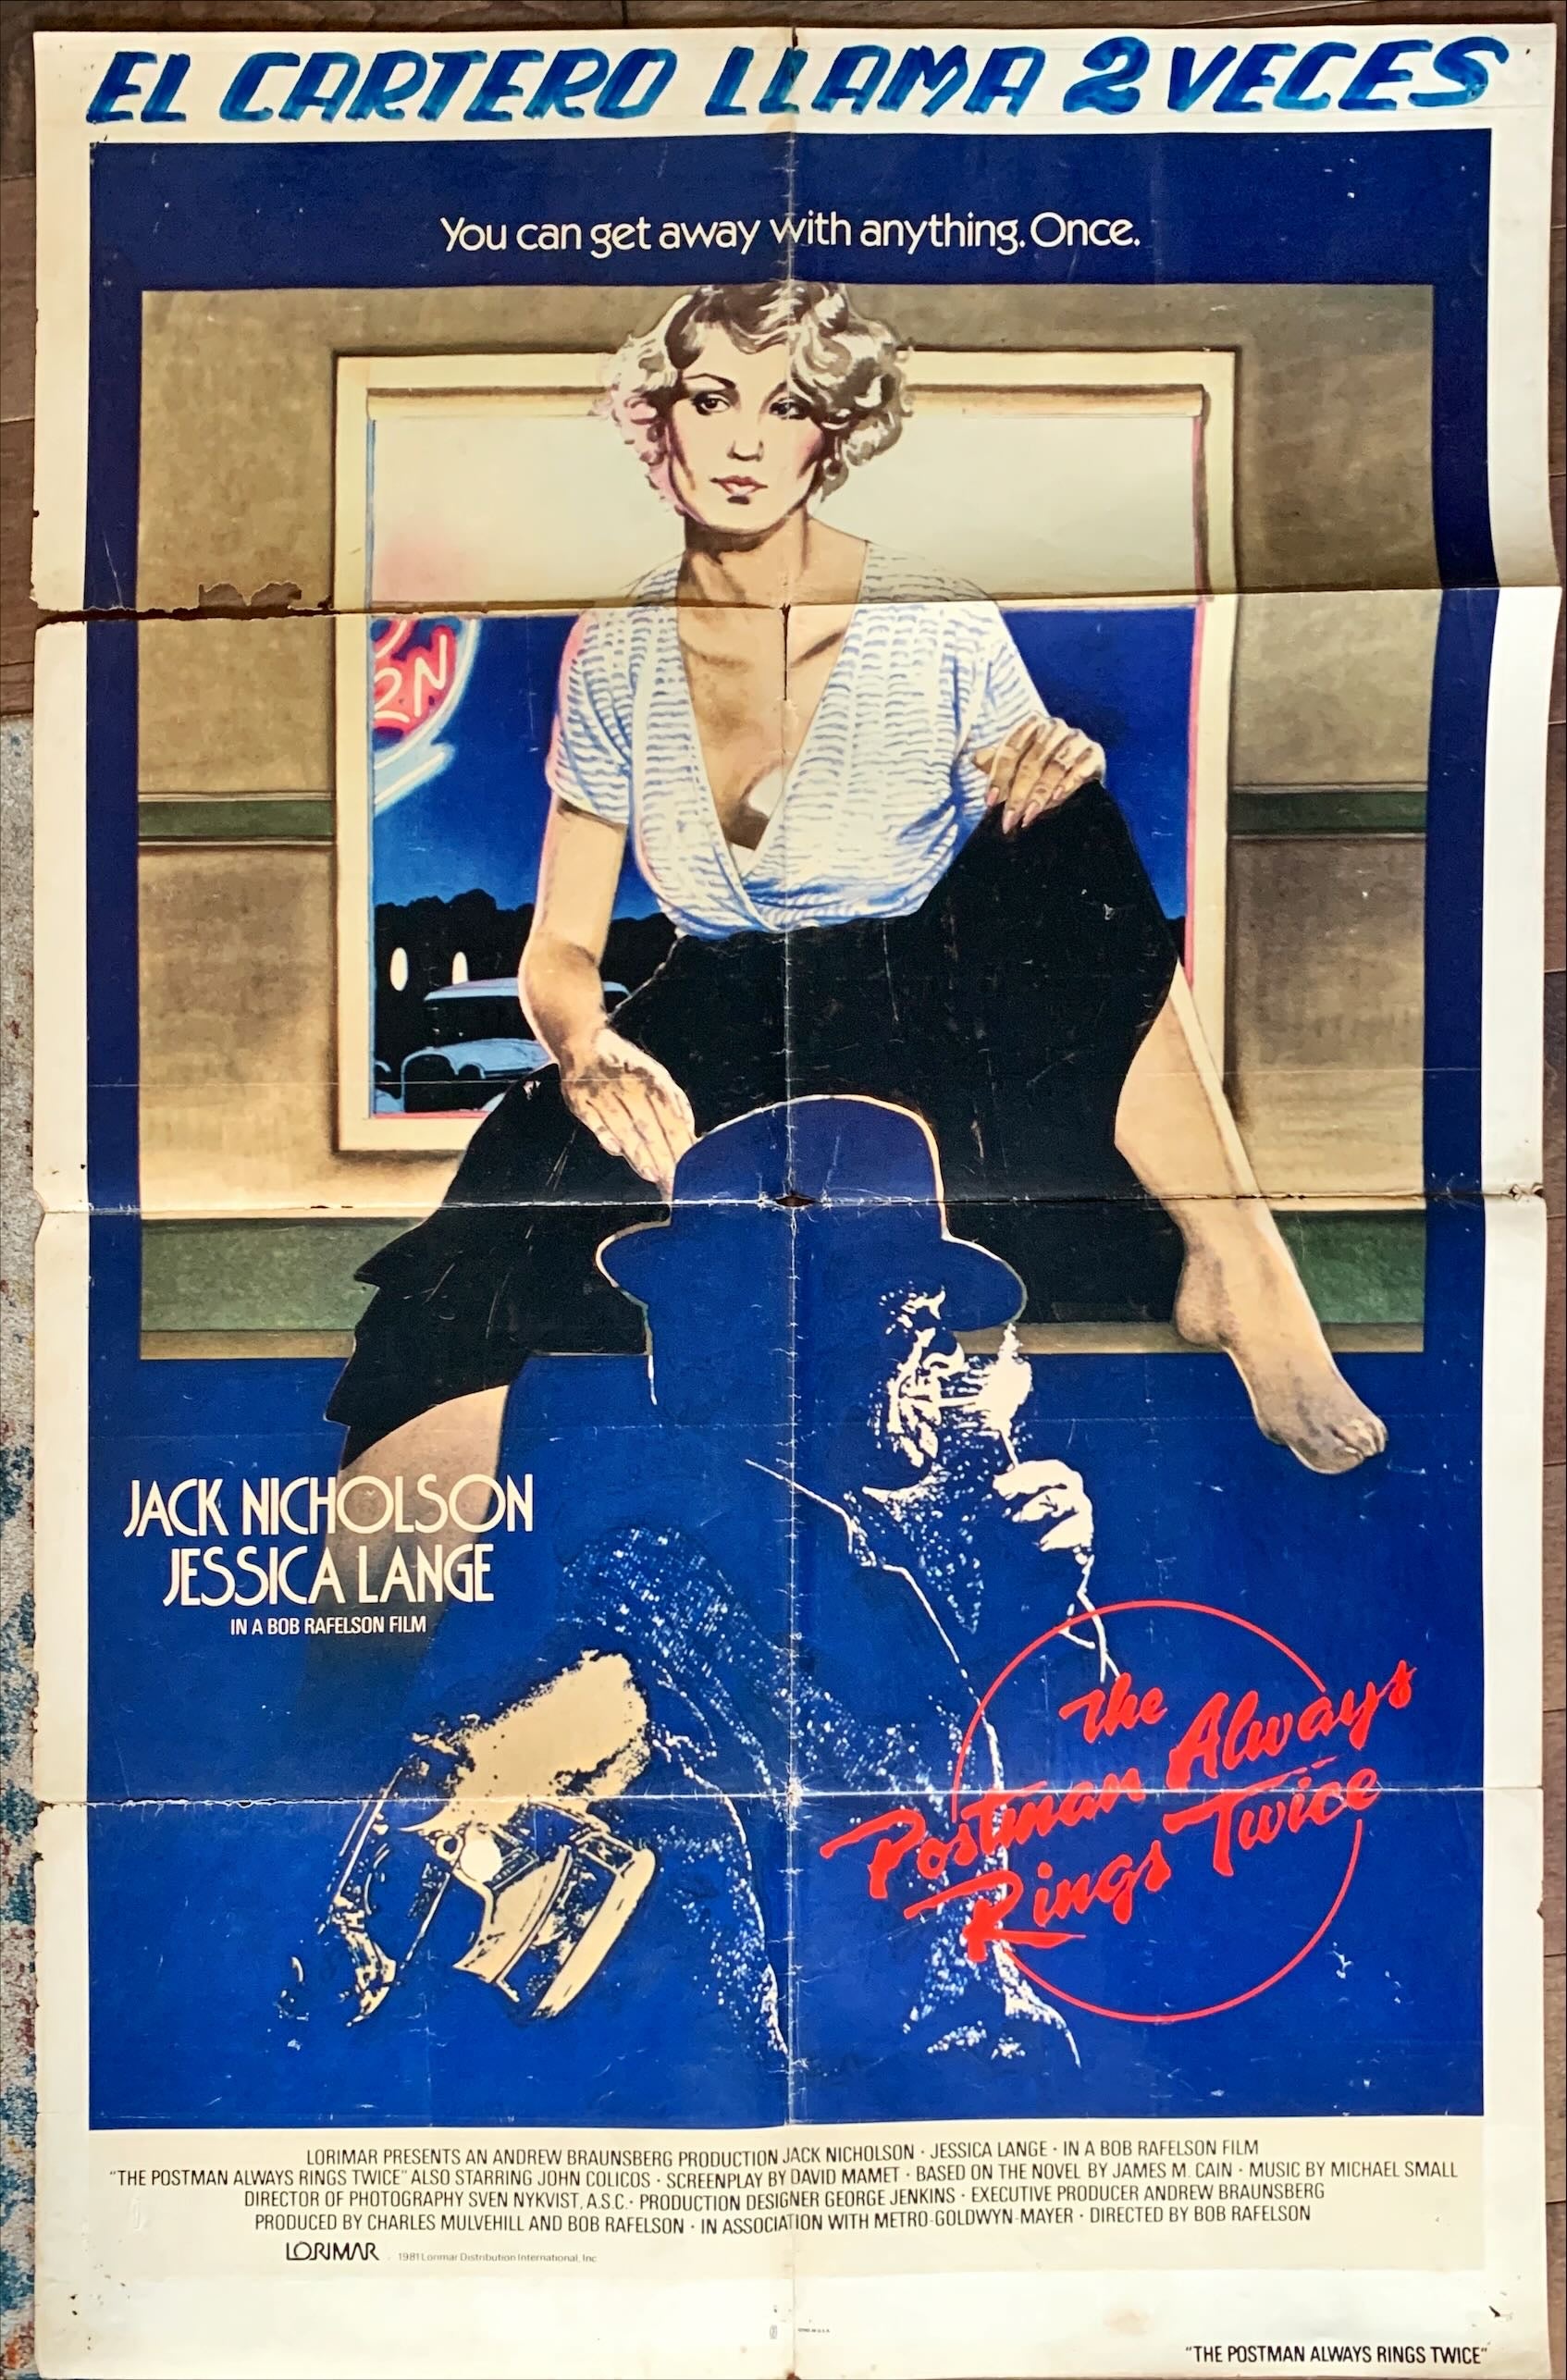 EL CARTERO LLAMA 2 VECES
You can get away with anything. Once.
JACK NICHOLSON
JESSICA LANGE
IN A BOB RAFELSON FILM
The
Postman Always
Rings Twice
LORIMAR PRESENTS AN ANDREW BRAUNSBERG PRODUCTION JACK NICHOLSON · JESSICA LANGE · IN A BOB RAFELSON FILM
"THE POSTMAN ALWAYS RINGS TWICE" ALSO STARRING JOHN COLICOS · SCREENPLAY BY DAVID MAMET · BASED ON THE NOVEL BY JAMES M. CAIN · MUSIC BY MICHAEL SMALL
DIRECTOR OF PHOTOGRAPHY SVEN NYKVIST, A.S.C. · PRODUCTION DESIGNER GEORGE JENKINS · EXECUTIVE PRODUCER ANDREW BRAUNSBERG
PRODUCED BY CHARLES MULVEHILL AND BOB RAFELSON · IN ASSOCIATION WITH METRO-GOLDWYN-MAYER · DIRECTED BY BOB RAFELSON
LORIMAR 1981 Lorimar Distribution International, Inc.
"THE POSTMAN ALWAYS RINGS TWICE"